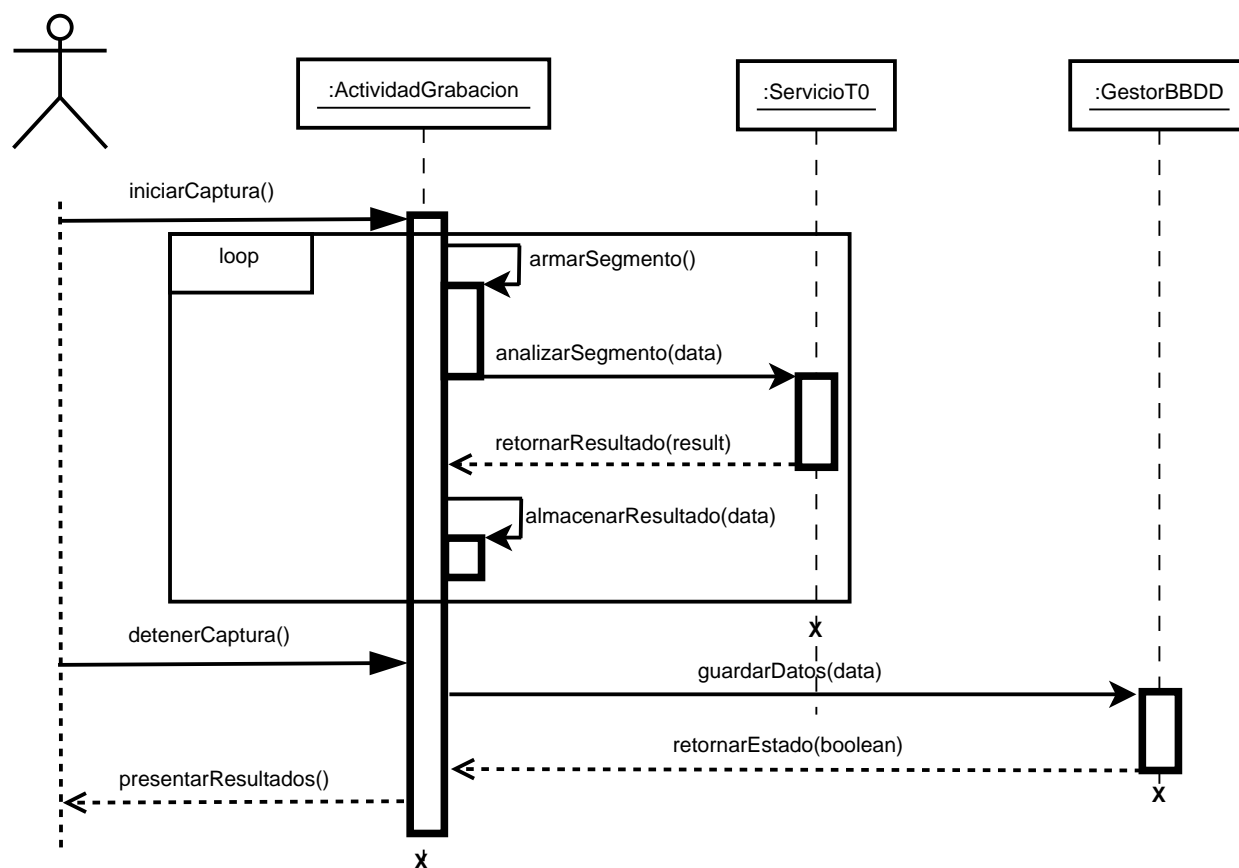 :ActividadGrabacion
:ServicioT0
:GestorBBDD
iniciarCaptura()
loop
armarSegmento()
analizarSegmento(data)
retornarResultado(result)
almacenarResultado(data)
X
detenerCaptura()
guardarDatos(data)
retornarEstado(boolean)
presentarResultados()
X
X